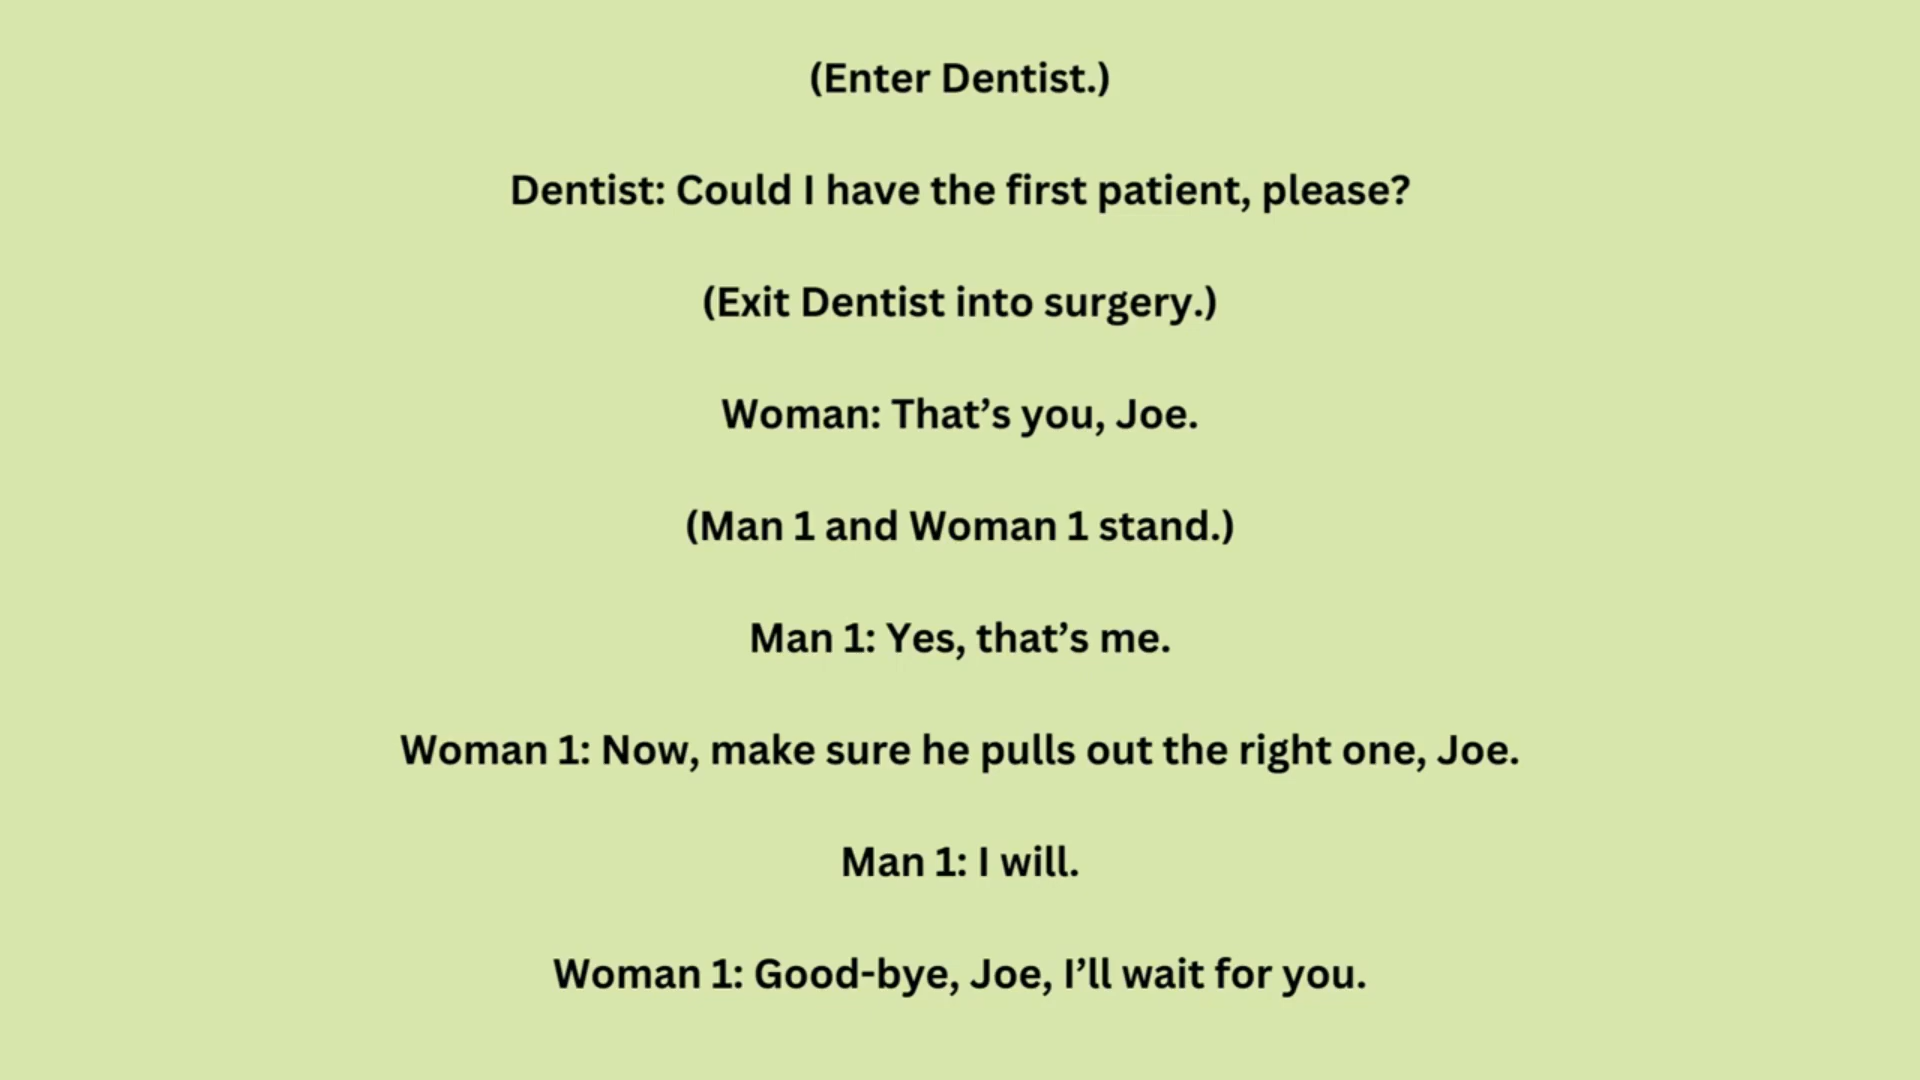 (Enter Dentist.)
Dentist: Could I have the first patient, please?
(Exit Dentist into surgery.)
Woman: That’s you, Joe.
(Man 1 and Woman 1 stand.)
Man 1: Yes, that’s me.
Woman 1: Now, make sure he pulls out the right one, Joe.
Man 1: I will.
Woman 1: Good-bye, Joe, I’ll wait for you.